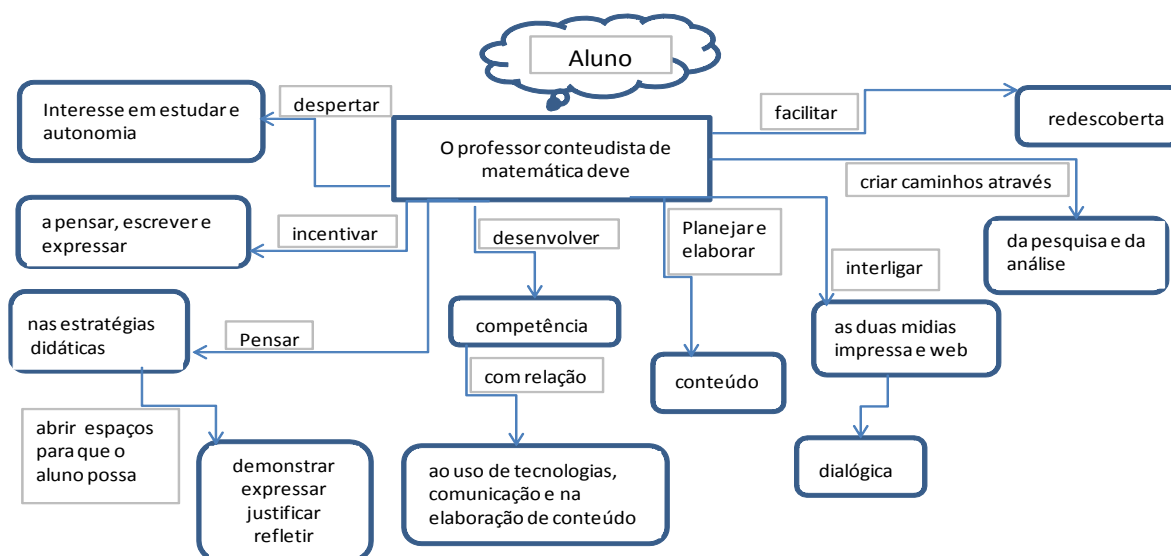 Aluno
Interesse em estudar e
autonomia
despertar
facilitar
redescoberta
O professor conteudista de
matemática deve
criar caminhos através
a pensar, escrever e
expressar
incentivar
desenvolver
Planejar e
elaborar
interligar
da pesquisa e da
análise
nas estratégias
didáticas
Pensar
competência
as duas midias
impressa e web
com relação
conteúdo
abrir espaços
para que o
aluno possa
demonstrar
expressar
justificar
refletir
ao uso de tecnologias,
comunicação e na
elaboração de conteúdo
dialógica